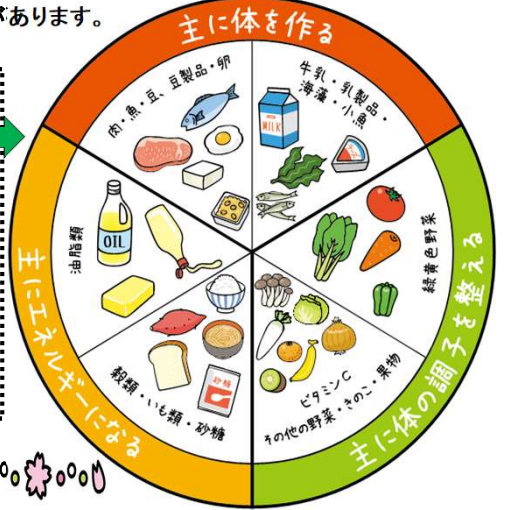 があります。
主に体を作る
肉・魚・豆、豆製品・卵
牛乳・乳製品・
海藻・小魚
MILK
緑黄色野菜
主に体の調子を整える
ビタミンC
その他の野菜・きのこ・果物
穀類・いも類・砂糖
砂糖
主にエネルギーになる
油脂類
OIL